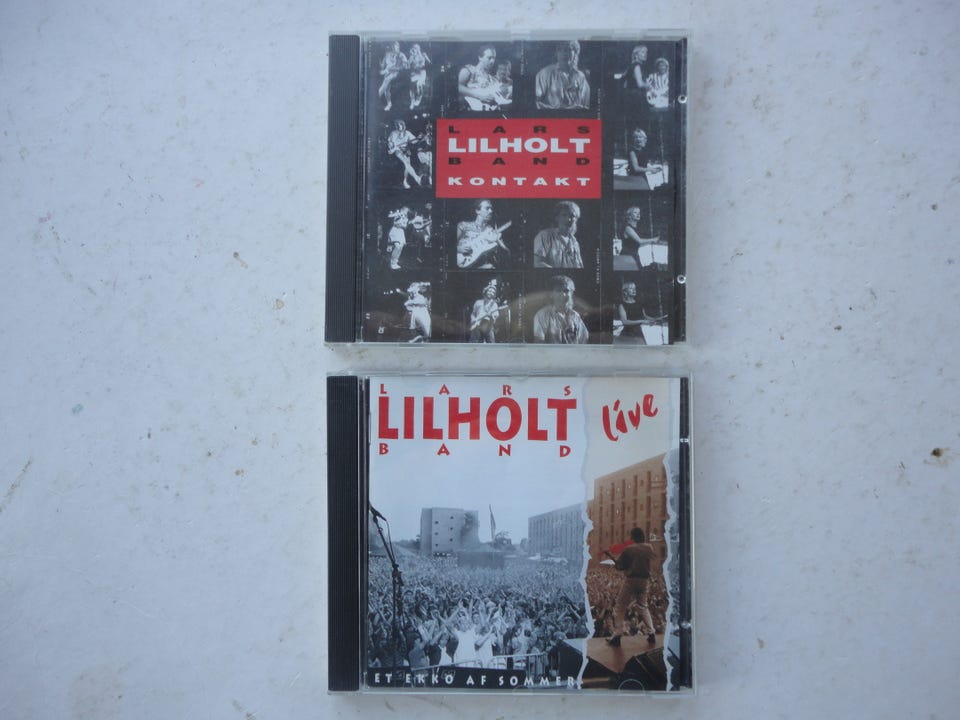 LARS
LILHOLT
BAND
KONTAKT
LARS
LILHOLT
BAND
live
ET EKKO AF SOMMER